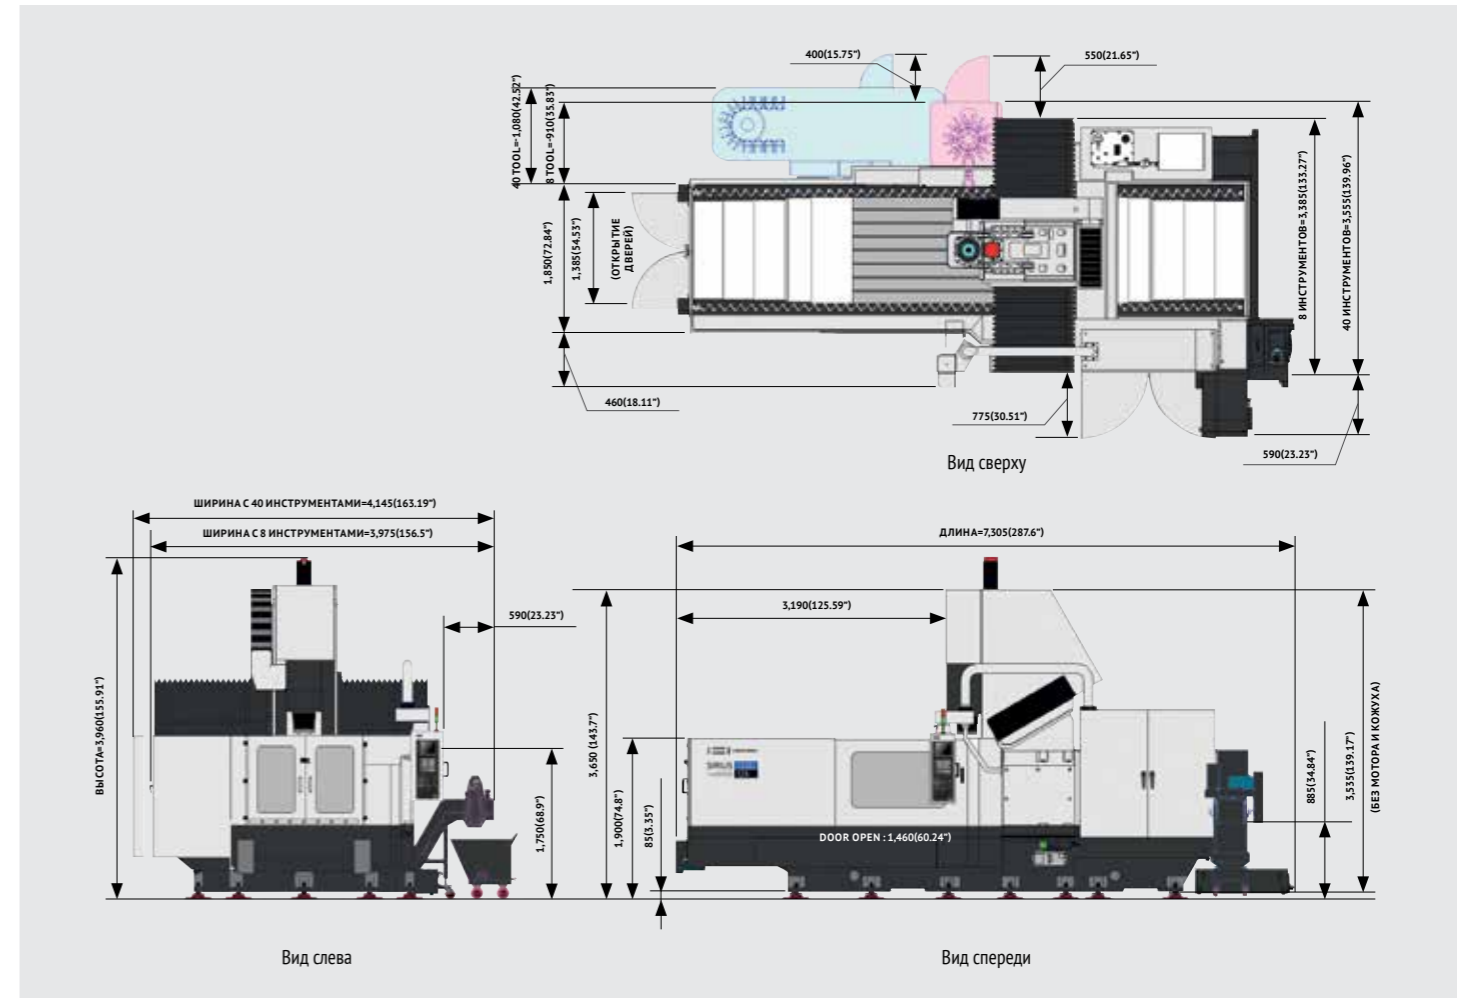 400(15.75")
550(21.65")
40 TOOL=1,080(42.52")
8 TOOL=910(35.83")
1,850(72.84")
1,385(54.53")
(ОТКРЫТИЕ
ДВЕРЕЙ)
8 ИНСТРУМЕНТОВ=3,385(133.27")
40 ИНСТРУМЕНТОВ=3,555(139.96")
460(18.11")
775(30.51")
590(23.23")
Вид сверху
ШИРИНА С 40 ИНСТРУМЕНТАМИ=4,145(163.19")
ШИРИНА С 8 ИНСТРУМЕНТАМИ=3,975(156.5")
590(23.23")
ВЫСОТА=3,960(155.91")
1,750(68.9")
Вид слева
ДЛИНА=7,305(287.6")
3,190(125.59")
3,650 (143.7")
1,900(74.8")
85(3.35")
SIRIUS
DOOR OPEN : 1,460(60.24")
885(34.84")
3,535(139.17")
(БЕЗ МОТОРА И КОЖУХА)
Вид спереди